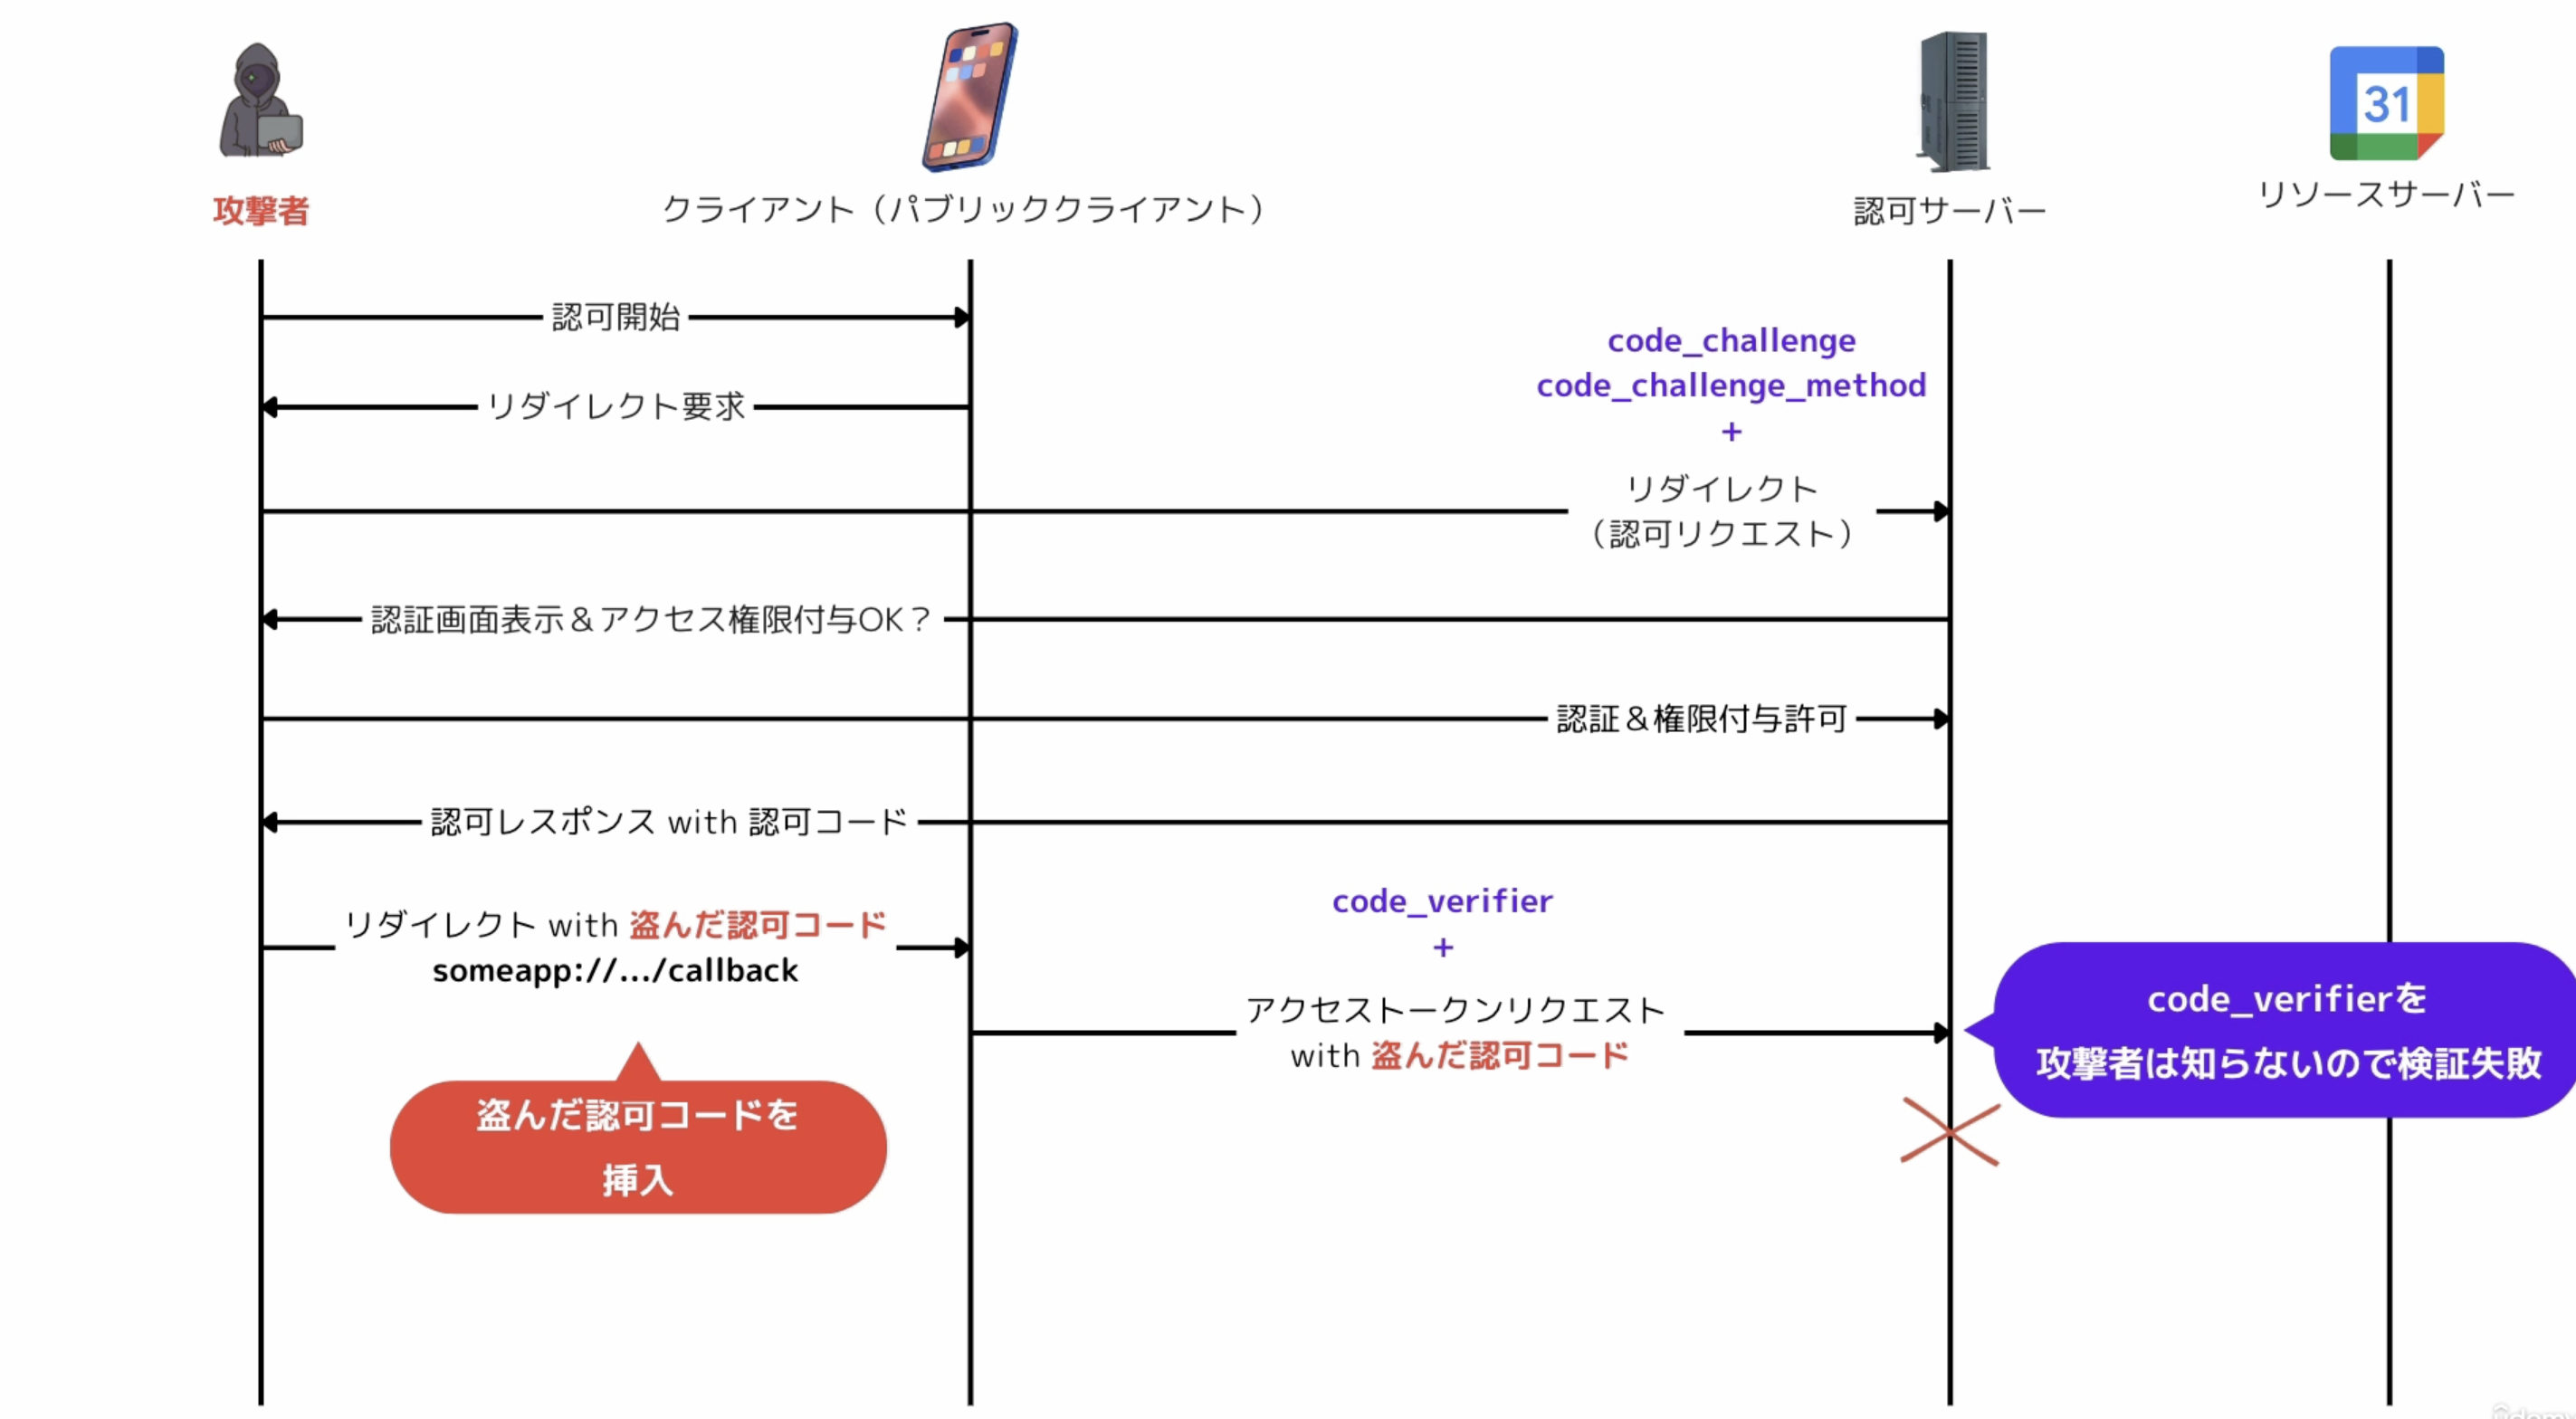 31
攻撃者
クライアント（パブリッククライアント）
認可サーバー
リソースサーバー
認可開始
code_challenge
code_challenge_method
+
リダイレクト要求
リダイレクト
（認可リクエスト）
認証画面表示＆アクセス権限付与OK？
認証＆権限付与許可
認可レスポンス with 認可コード
リダイレクト with 盗んだ認可コード
someapp://.../callback
code_verifier
+
アクセストークンリクエスト
with 盗んだ認可コード
code_verifierを
攻撃者は知らないので検証失敗
盗んだ認可コードを
挿入